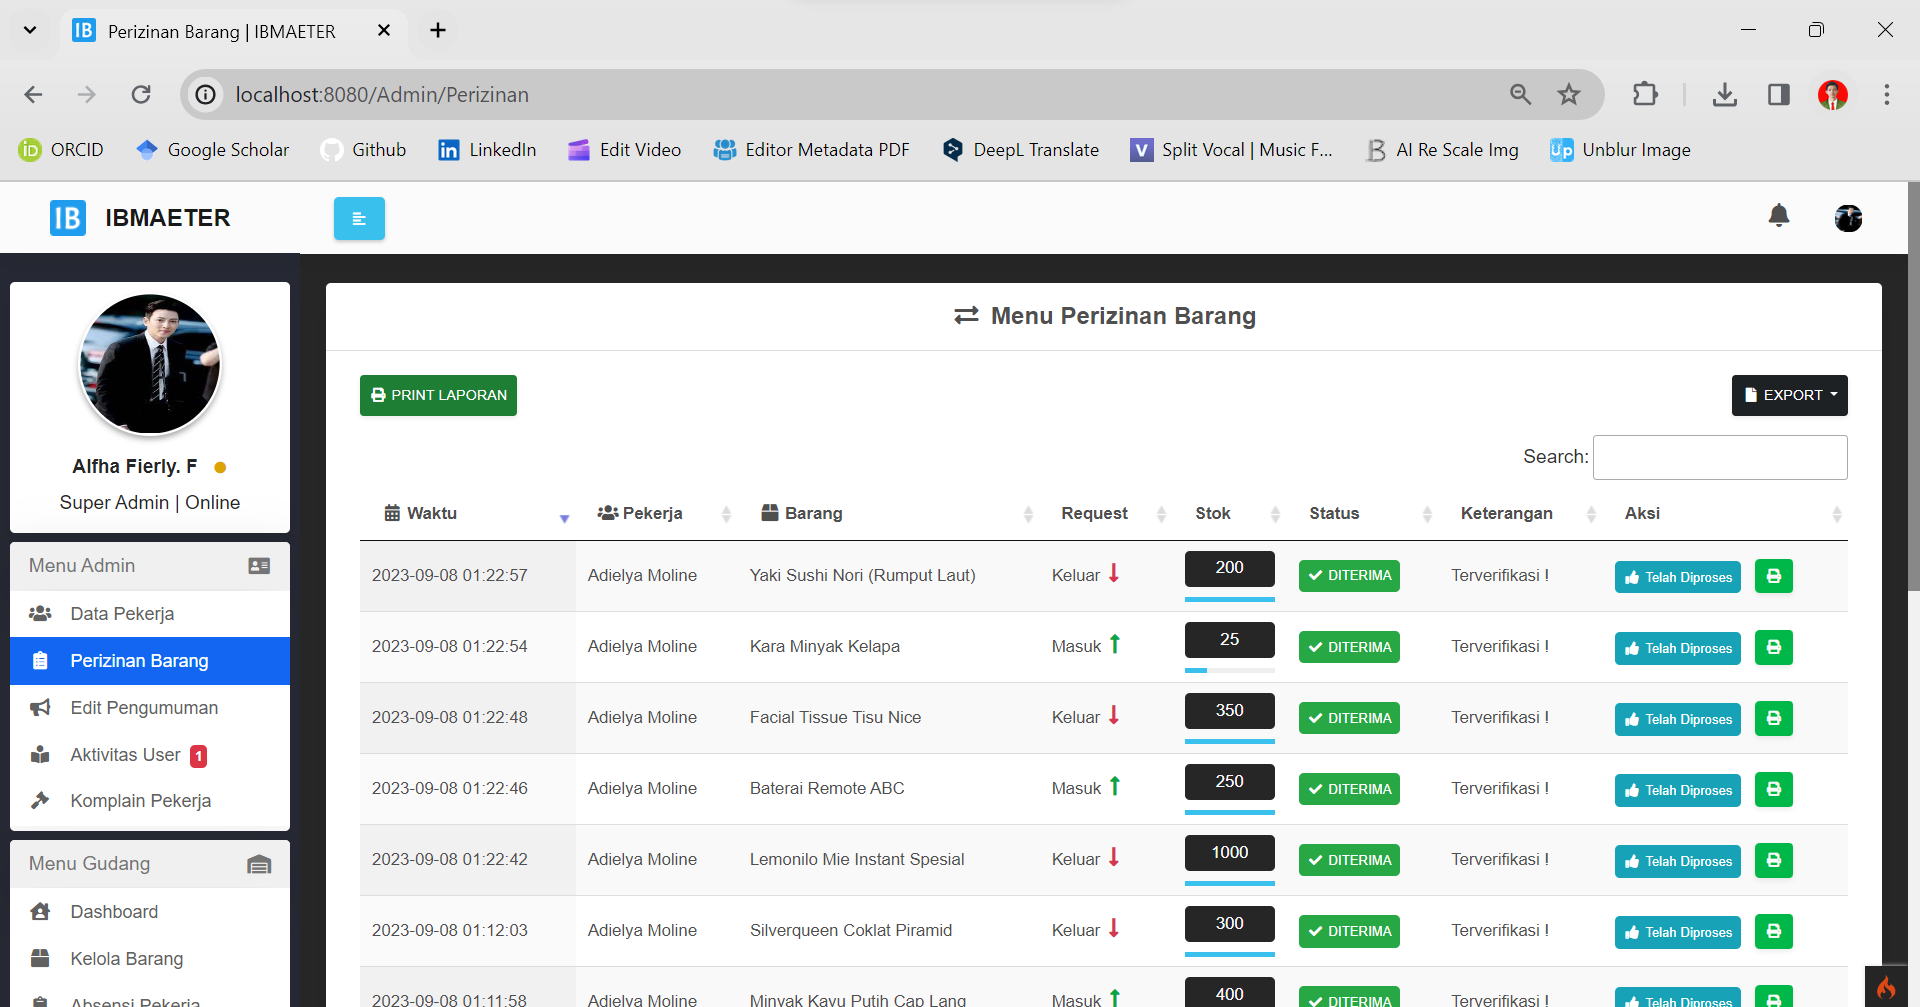 Perizinan Barang | IBMAETER
localhost:8080/Admin/Perizinan
ORCID Google Scholar Github LinkedIn Edit Video Editor Metadata PDF DeepL Translate Split Vocal | Music F... AI Re Scale Img Unblur Image
IB IBMAETER
Alfha Fierly. F
Super Admin | Online
Menu Admin
Data Pekerja
Perizinan Barang
Edit Pengumuman
Aktivitas User 1
Komplain Pekerja
Menu Gudang
Dashboard
Kelola Barang
Absensi Pekerja
Menu Perizinan Barang
PRINT LAPORAN EXPORT
Search:
Waktu Pekerja Barang Request Stok Status Keterangan Aksi
2023-09-08 01:22:57 Adielya Moline Yaki Sushi Nori (Rumput Laut) Keluar 200 DITERIMA Terverifikasi ! Telah Diproses
2023-09-08 01:22:54 Adielya Moline Kara Minyak Kelapa Masuk 25 DITERIMA Terverifikasi ! Telah Diproses
2023-09-08 01:22:48 Adielya Moline Facial Tissue Tisu Nice Keluar 350 DITERIMA Terverifikasi ! Telah Diproses
2023-09-08 01:22:46 Adielya Moline Baterai Remote ABC Masuk 250 DITERIMA Terverifikasi ! Telah Diproses
2023-09-08 01:22:42 Adielya Moline Lemonilo Mie Instant Spesial Keluar 1000 DITERIMA Terverifikasi ! Telah Diproses
2023-09-08 01:12:03 Adielya Moline Silverqueen Coklat Piramid Keluar 300 DITERIMA Terverifikasi ! Telah Diproses
2023-09-08 01:11:58 Adielya Moline Minyak Kayu Putih Cap Lang Masuk 400 DITERIMA Terverifikasi ! Telah Diproses